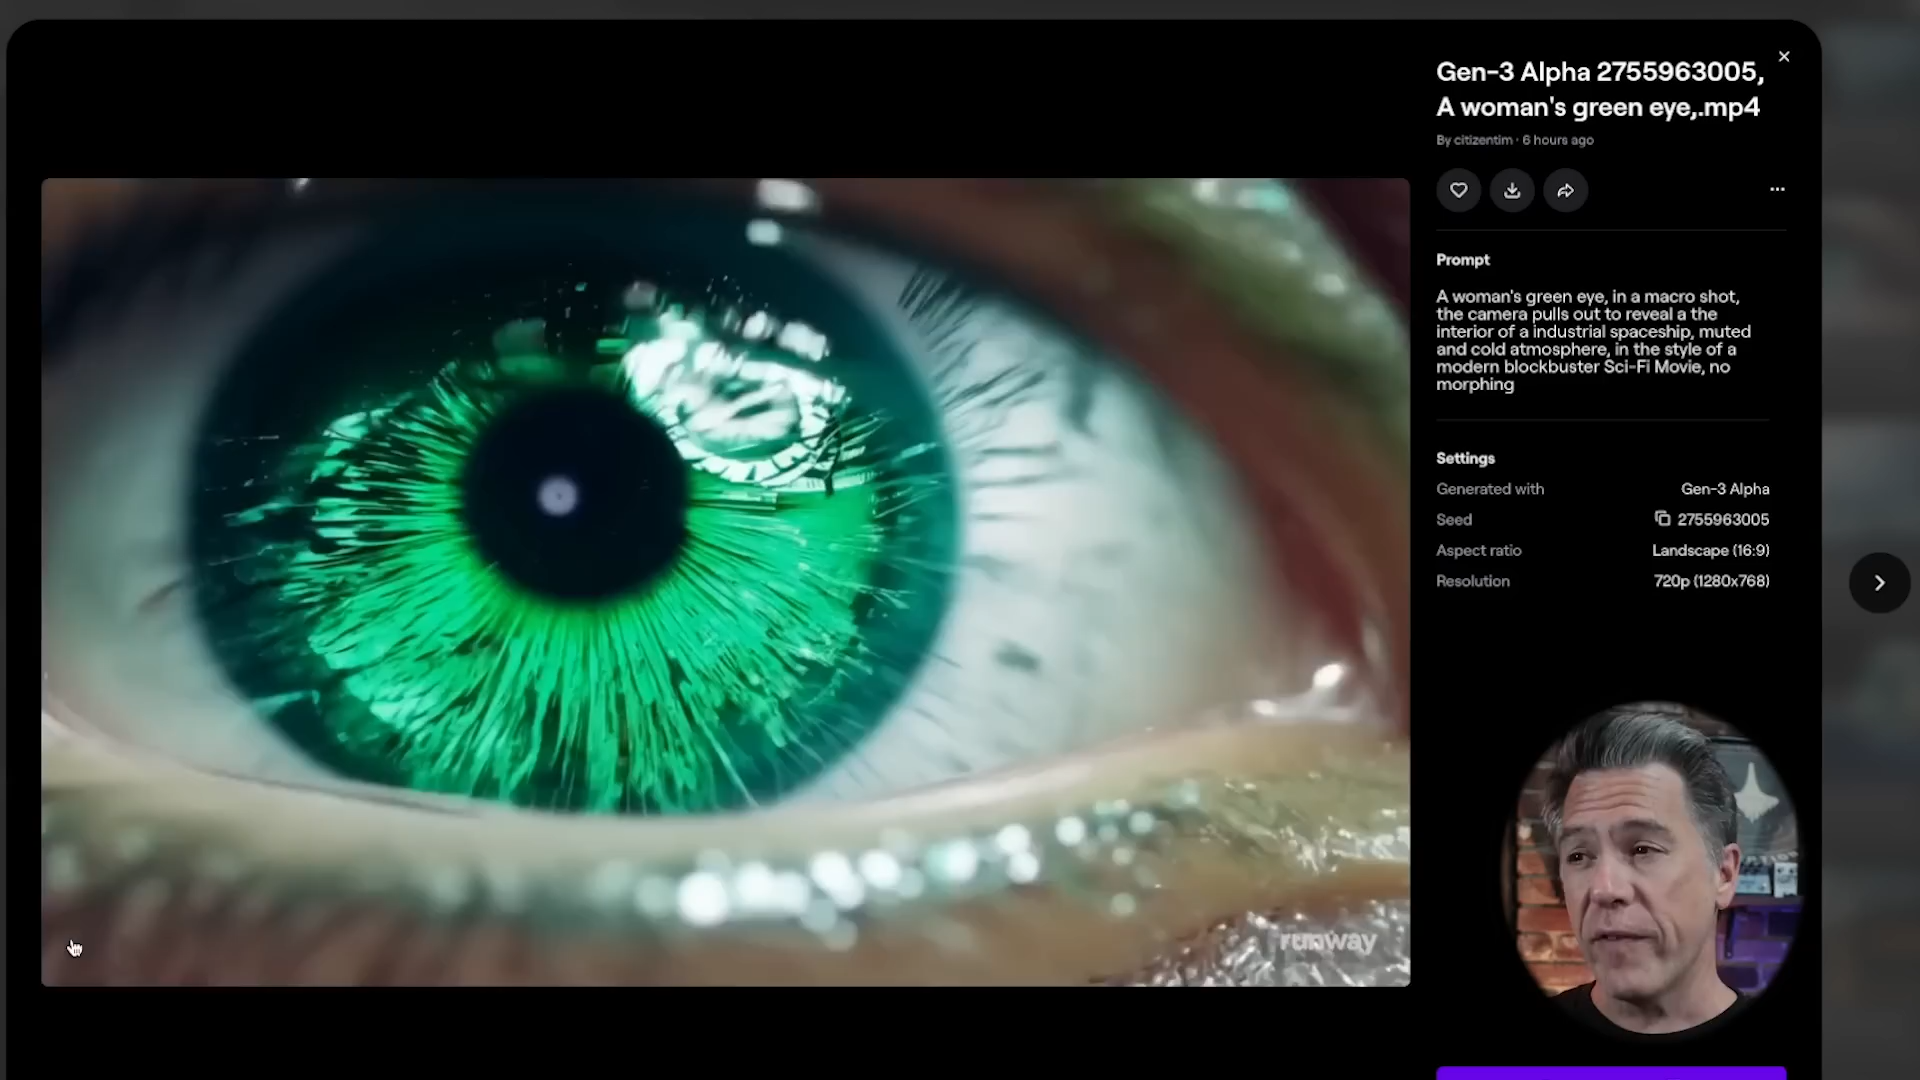 Gen-3 Alpha 2755963005,
A woman's green eye,.mp4
By citizentim · 6 hours ago
Prompt
A woman's green eye, in a macro shot,
the camera pulls out to reveal a the
interior of a industrial spaceship, muted
and cold atmosphere, in the style of a
modern blockbuster Sci-Fi Movie, no
morphing
Settings
Generated with Gen-3 Alpha
Seed 2755963005
Aspect ratio Landscape (16:9)
Resolution 720p (1280x768)
runway